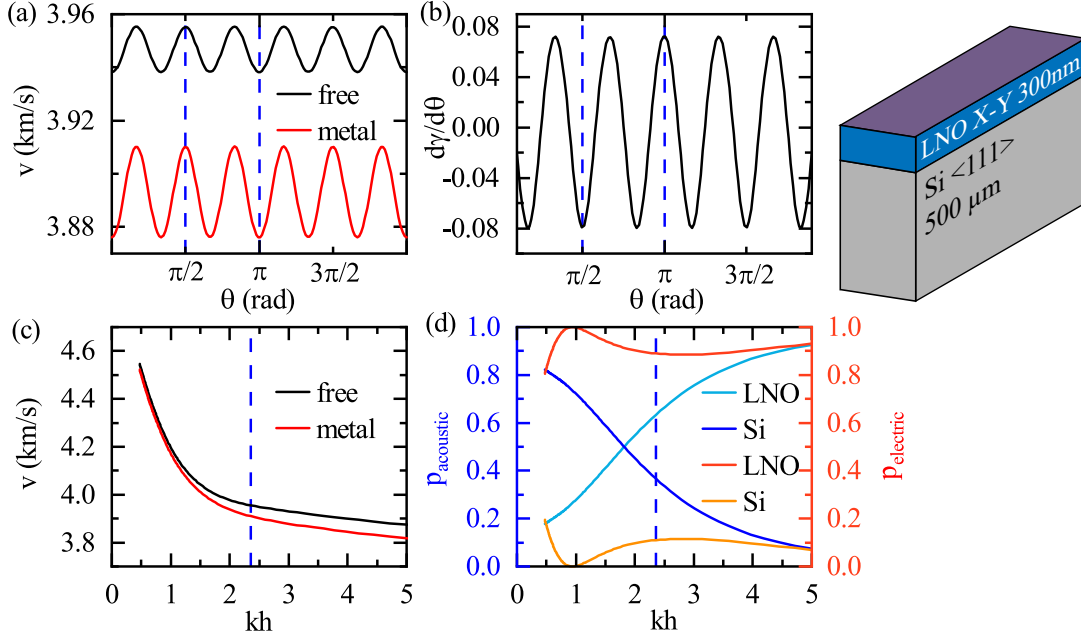 (a)
3.96
3.92
3.88
v (km/s)
free
metal
π/2
π
3π/2
θ (rad)
(b)
0.08
0.04
0.00
-0.04
-0.08
dγ/dθ
π/2
π
3π/2
θ (rad)
LNO X-Y 300nm
Si <111>
500 μm
(c)
4.6
4.4
4.2
4.0
3.8
v (km/s)
free
metal
0 1 2 3 4 5
kh
(d)
1.0
0.8
0.6
0.4
0.2
0.0
p_acoustic
LNO
Si
LNO
Si
1.0
0.8
0.6
0.4
0.2
0.0
p_electric
0 1 2 3 4 5
kh